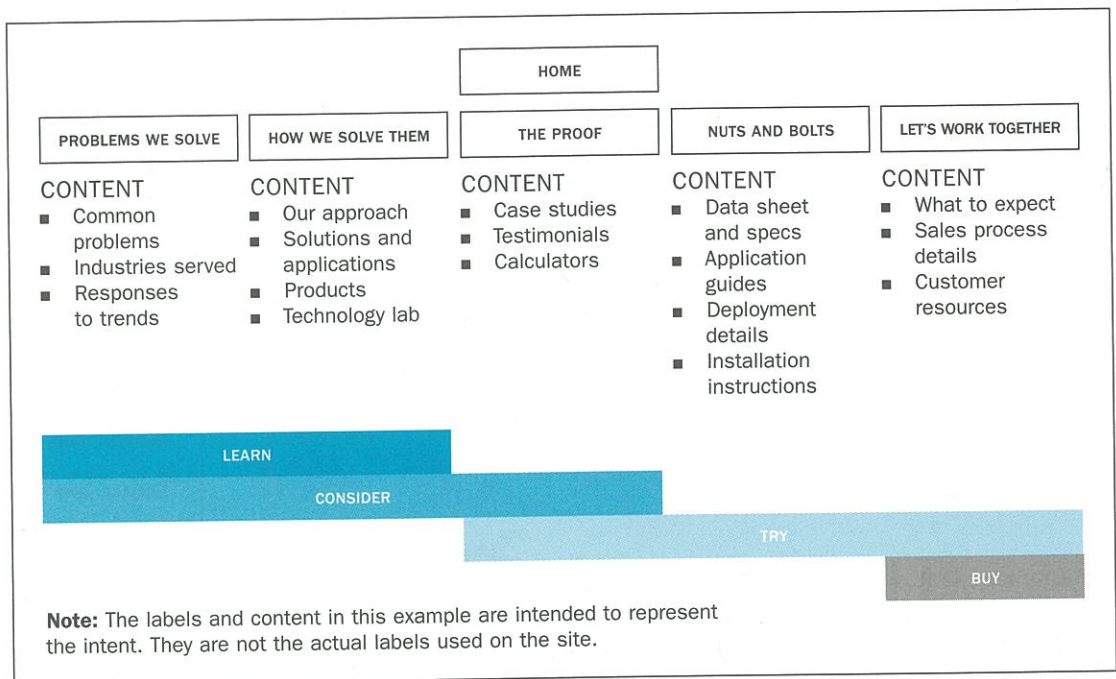 HOME
PROBLEMS WE SOLVE
HOW WE SOLVE THEM
THE PROOF
NUTS AND BOLTS
LET'S WORK TOGETHER
CONTENT
■ Common
problems
■ Industries served
■ Responses
to trends
CONTENT
■ Our approach
■ Solutions and
applications
■ Products
■ Technology lab
CONTENT
■ Case studies
■ Testimonials
■ Calculators
CONTENT
■ Data sheet
and specs
■ Application
guides
■ Deployment
details
■ Installation
instructions
CONTENT
■ What to expect
■ Sales process
details
■ Customer
resources
LEARN
CONSIDER
TRY
BUY
Note: The labels and content in this example are intended to represent
the intent. They are not the actual labels used on the site.